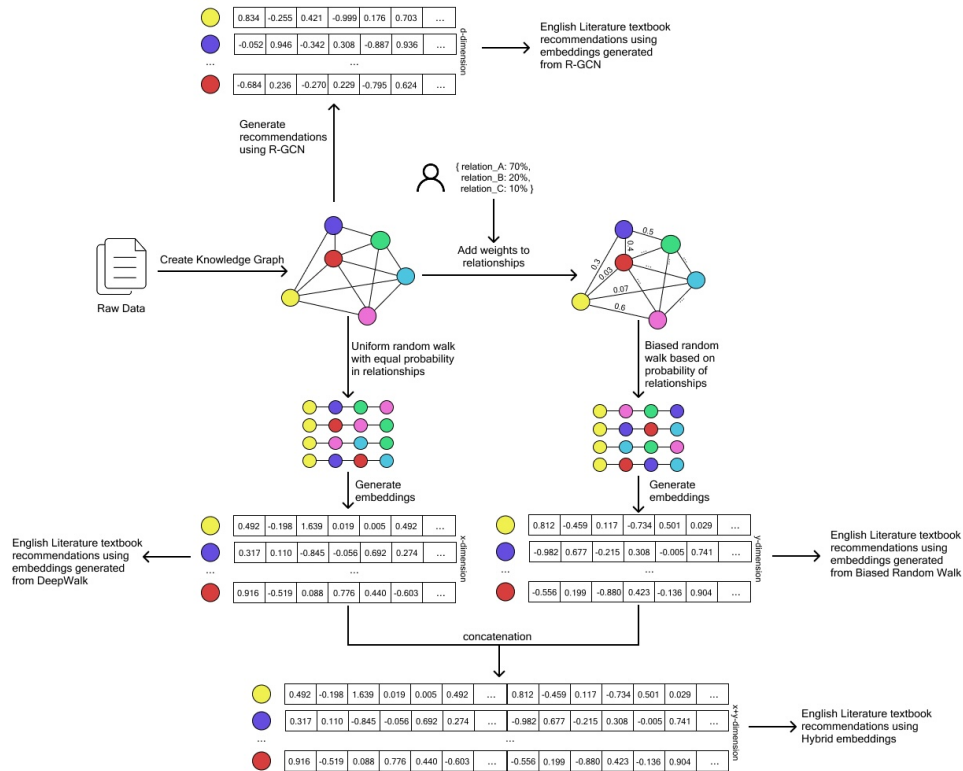 0.834 -0.255 0.421 -0.999 0.176 0.703 ...
-0.052 0.946 -0.342 0.308 -0.887 0.936 ...
... ...
-0.684 0.236 -0.270 0.229 -0.795 0.624 ...
d-dimension
English Literature textbook
recommendations using
embeddings generated
from R-GCN
Generate
recommendations
using R-GCN
{ relation_A: 70%,
relation_B: 20%,
relation_C: 10% }
Raw Data
Create Knowledge Graph
Add weights to
relationships
0.5
0.4
0.3
0.03
0.07
0.6
...
...
...
Uniform random walk
with equal probability
in relationships
Biased random
walk based on
probability of
relationships
Generate
embeddings
Generate
embeddings
0.492 -0.198 1.639 0.019 0.005 0.492 ...
0.317 0.110 -0.845 -0.056 0.692 0.274 ...
... ...
0.916 -0.519 0.088 0.776 0.440 -0.603 ...
x-dimension
English Literature textbook
recommendations using
embeddings generated
from DeepWalk
0.812 -0.459 0.117 -0.734 0.501 0.029 ...
-0.982 0.677 -0.215 0.308 -0.005 0.741 ...
... ...
-0.556 0.199 -0.880 0.423 -0.136 0.904 ...
y-dimension
English Literature textbook
recommendations using
embeddings generated
from Biased Random Walk
concatenation
0.492 -0.198 1.639 0.019 0.005 0.492 ... 0.812 -0.459 0.117 -0.734 0.501 0.029 ...
0.317 0.110 -0.845 -0.056 0.692 0.274 ... -0.982 0.677 -0.215 0.308 -0.005 0.741 ...
... ...
0.916 -0.519 0.088 0.776 0.440 -0.603 ... -0.556 0.199 -0.880 0.423 -0.136 0.904 ...
x+y-dimension
English Literature textbook
recommendations using
Hybrid embeddings